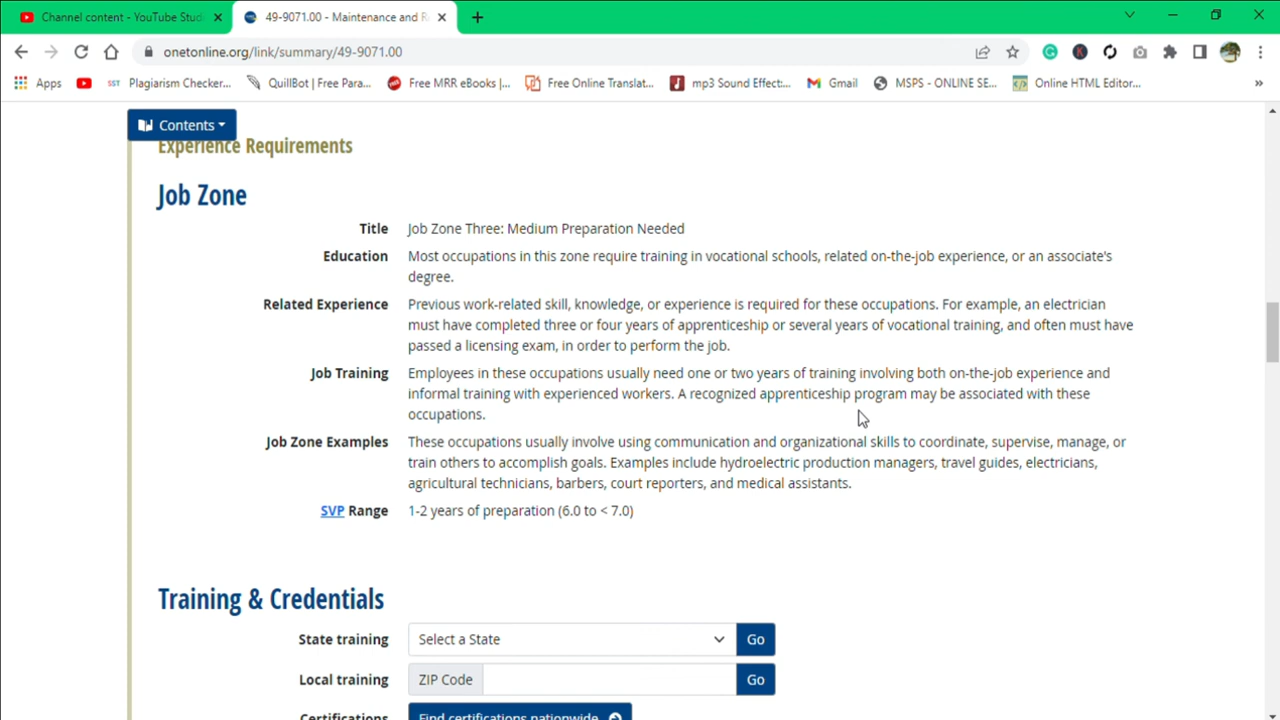 Channel content - YouTube Studi
49-9071.00 - Maintenance and R
onetonline.org/link/summary/49-9071.00
Apps
SST Plagiarism Checker...
QuillBot | Free Para...
Free MRR eBooks |...
Free Online Translat...
mp3 Sound Effect:...
Gmail
MSPS - ONLINE SE...
Online HTML Editor...
»
Contents
Experience Requirements
Job Zone
Title Job Zone Three: Medium Preparation Needed
Education Most occupations in this zone require training in vocational schools, related on-the-job experience, or an associate's
degree.
Related Experience Previous work-related skill, knowledge, or experience is required for these occupations. For example, an electrician
must have completed three or four years of apprenticeship or several years of vocational training, and often must have
passed a licensing exam, in order to perform the job.
Job Training Employees in these occupations usually need one or two years of training involving both on-the-job experience and
informal training with experienced workers. A recognized apprenticeship program may be associated with these
occupations.
Job Zone Examples These occupations usually involve using communication and organizational skills to coordinate, supervise, manage, or
train others to accomplish goals. Examples include hydroelectric production managers, travel guides, electricians,
agricultural technicians, barbers, court reporters, and medical assistants.
SVP Range 1-2 years of preparation (6.0 to < 7.0)
Training & Credentials
State training Select a State Go
Local training ZIP Code Go
Certifications Find certifications nationwide